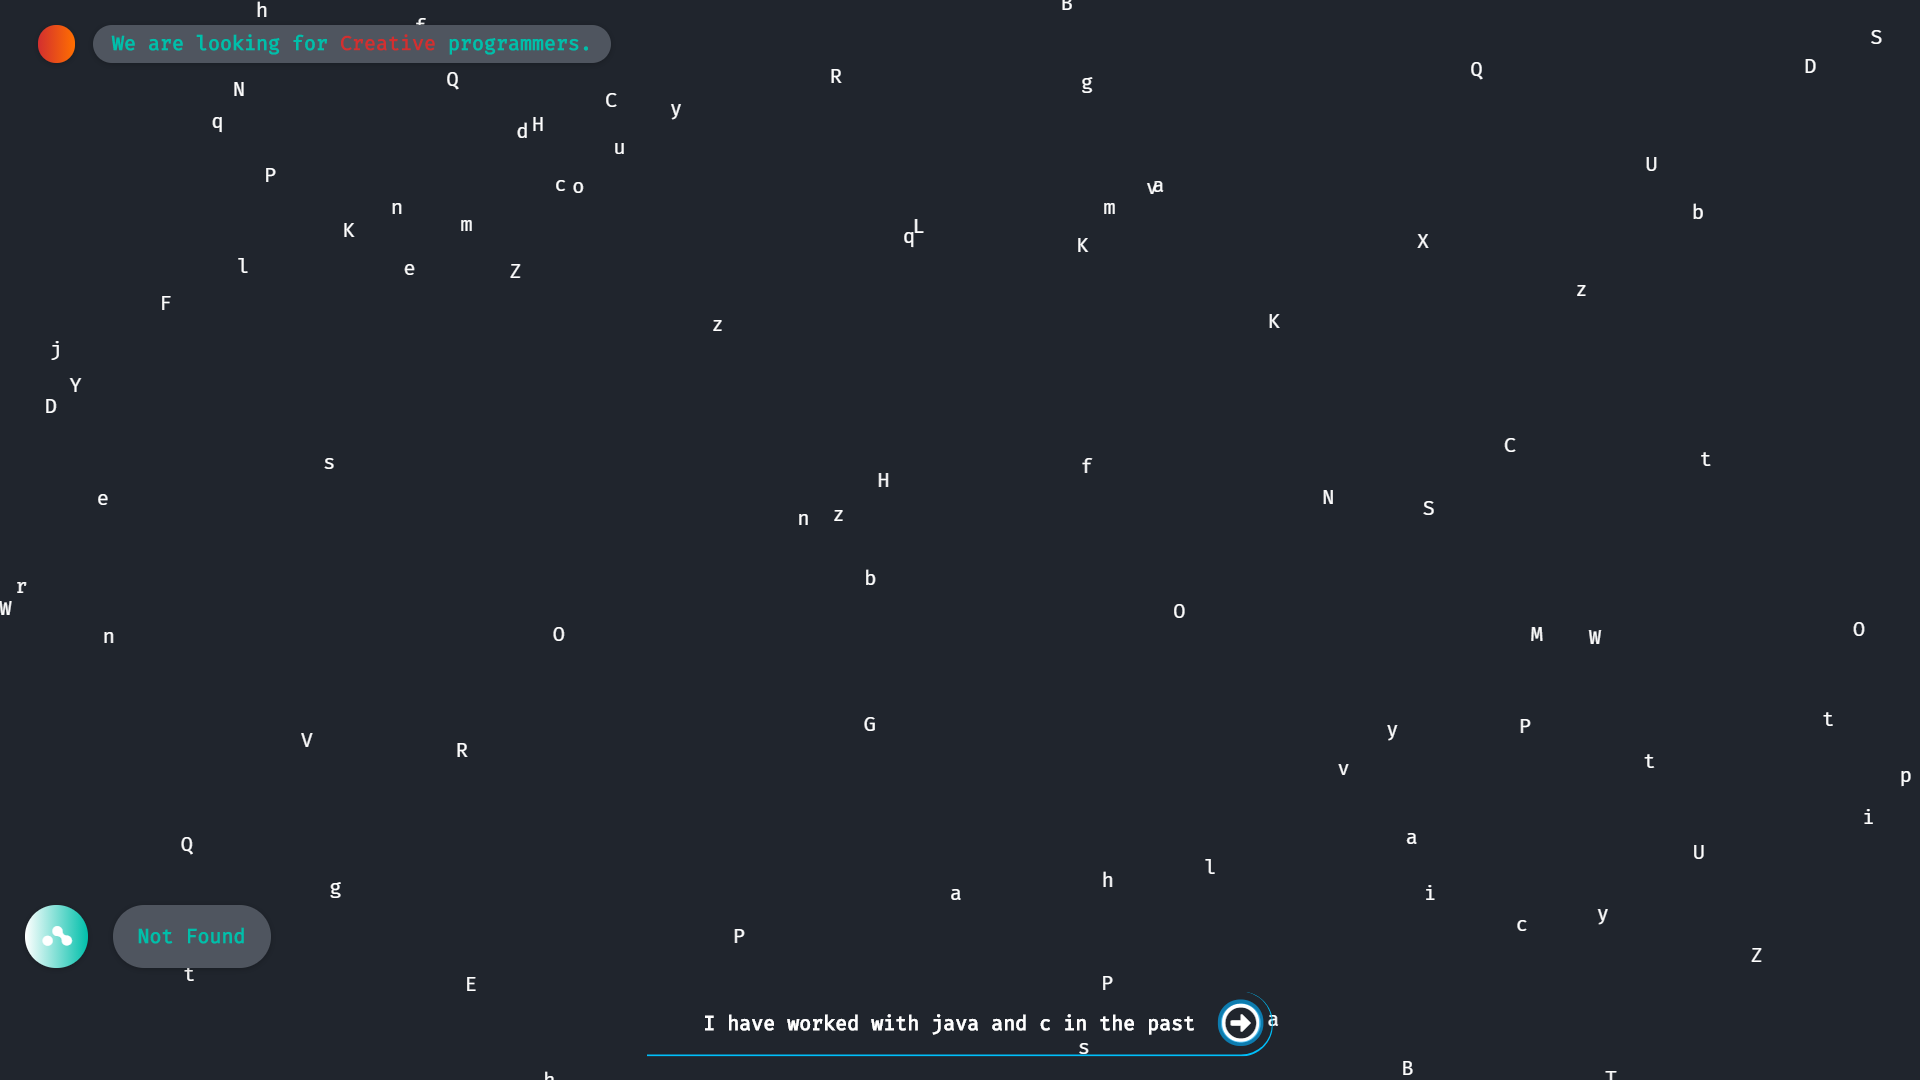 h
f
B
We are looking for Creative programmers.
S
N
Q
C
y
R
g
Q
D
q
d H
u
P
c o
v a
U
n
m
b
K
m
q L
K
X
l
e
Z
z
F
z
K
j
Y
D
s
H
f
C
t
e
n z
N
S
b
r
W
n
O
O
M W
O
V
R
G
y
P
t
v
t
p
i
Q
a
U
g
a
h
l
i
c
y
Not Found
P
Z
t
E
P
I have worked with java and c in the past
a
s
h
B
T